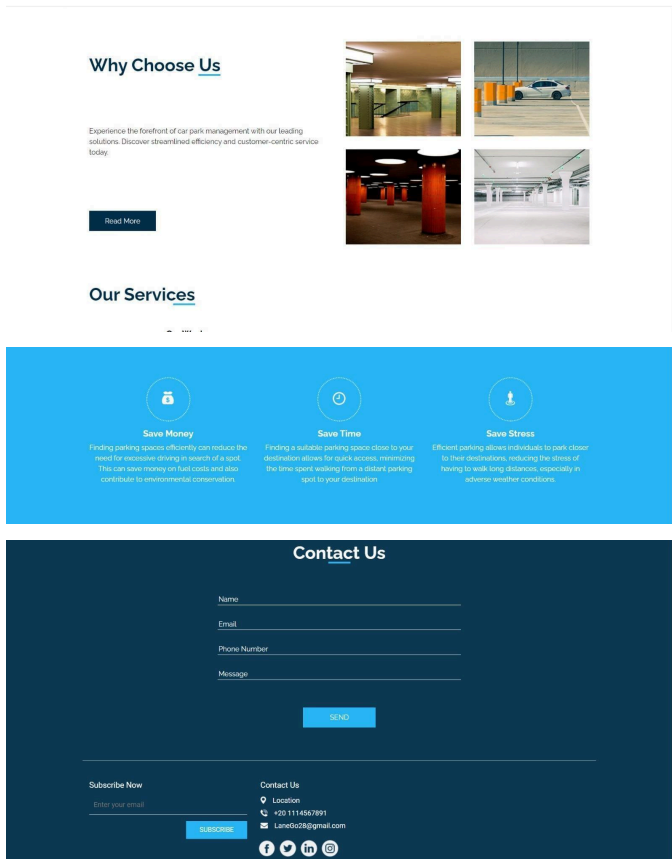 Why Choose Us
Experience the forefront of car park management with our leading
solutions. Discover streamlined efficiency and customer-centric service
today.
Read More
Our Services
Save Money
Finding parking spaces efficiently can reduce the
need for excessive driving in search of a spot.
This can save money on fuel costs and also
contribute to environmental conservation.
Save Time
Finding a suitable parking space close to your
destination allows for quick access, minimizing
the time spent walking from a distant parking
spot to your destination
Save Stress
Efficient parking allows individuals to park closer
to their destinations, reducing the stress of
having to walk long distances, especially in
adverse weather conditions.
Contact Us
Name
Email
Phone Number
Message
SEND
Subscribe Now
Enter your email
SUBSCRIBE
Contact Us
Location
+20 1114567891
LaneGo28@gmail.com